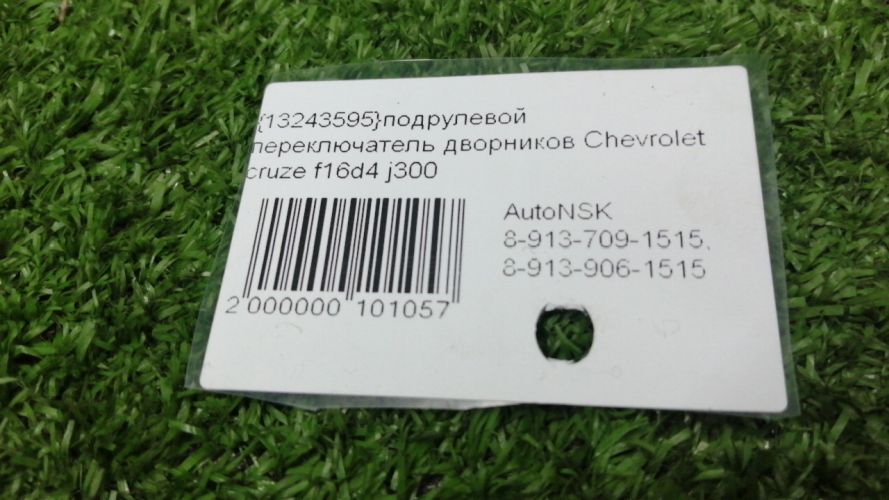 {13243595}подрулевой
переключатель дворников Chevrolet
cruze f16d4 j300
AutoNSK
8-913-709-1515,
8-913-906-1515
2 000000 101057